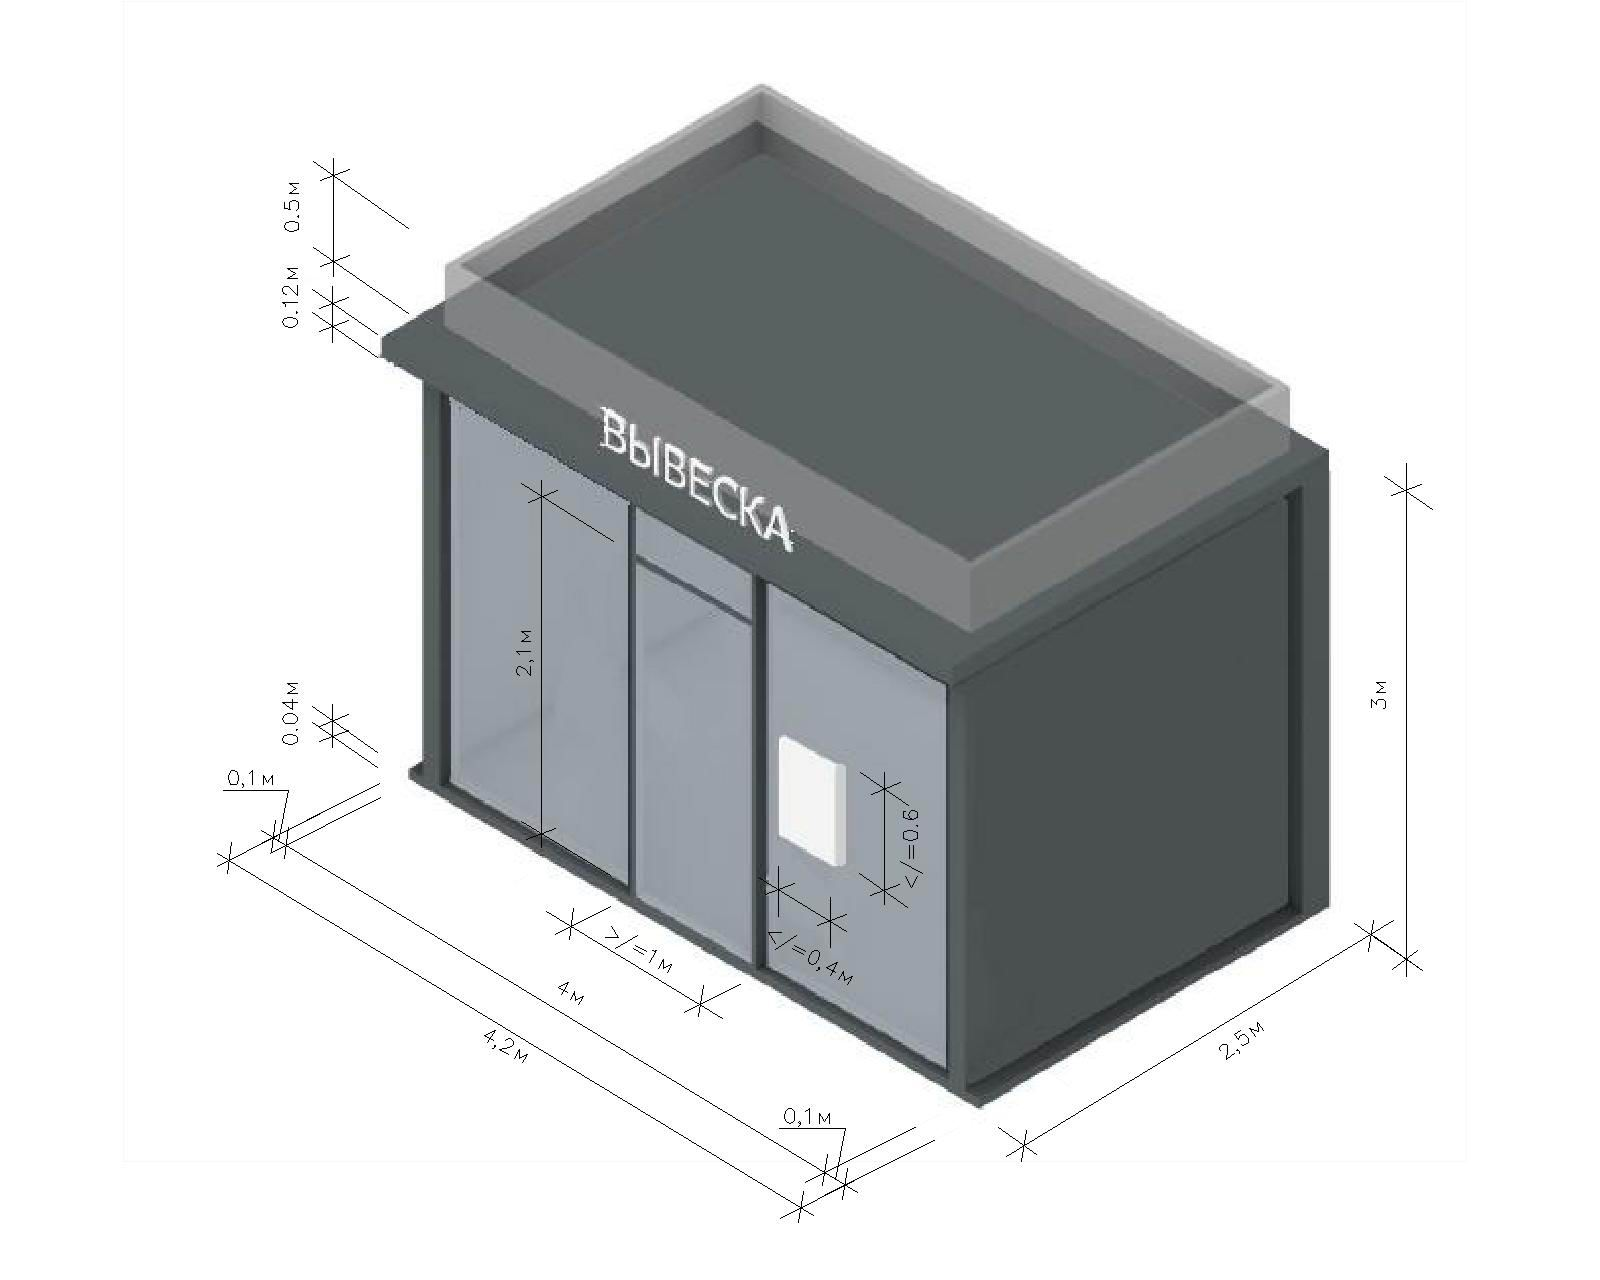 0.5м
0.12м
ВЫВЕСКА
2,1м
3м
0.04м
0,1м
</=0.6
</=0,4м
>/=1м
4м
4,2м
2,5м
0,1м